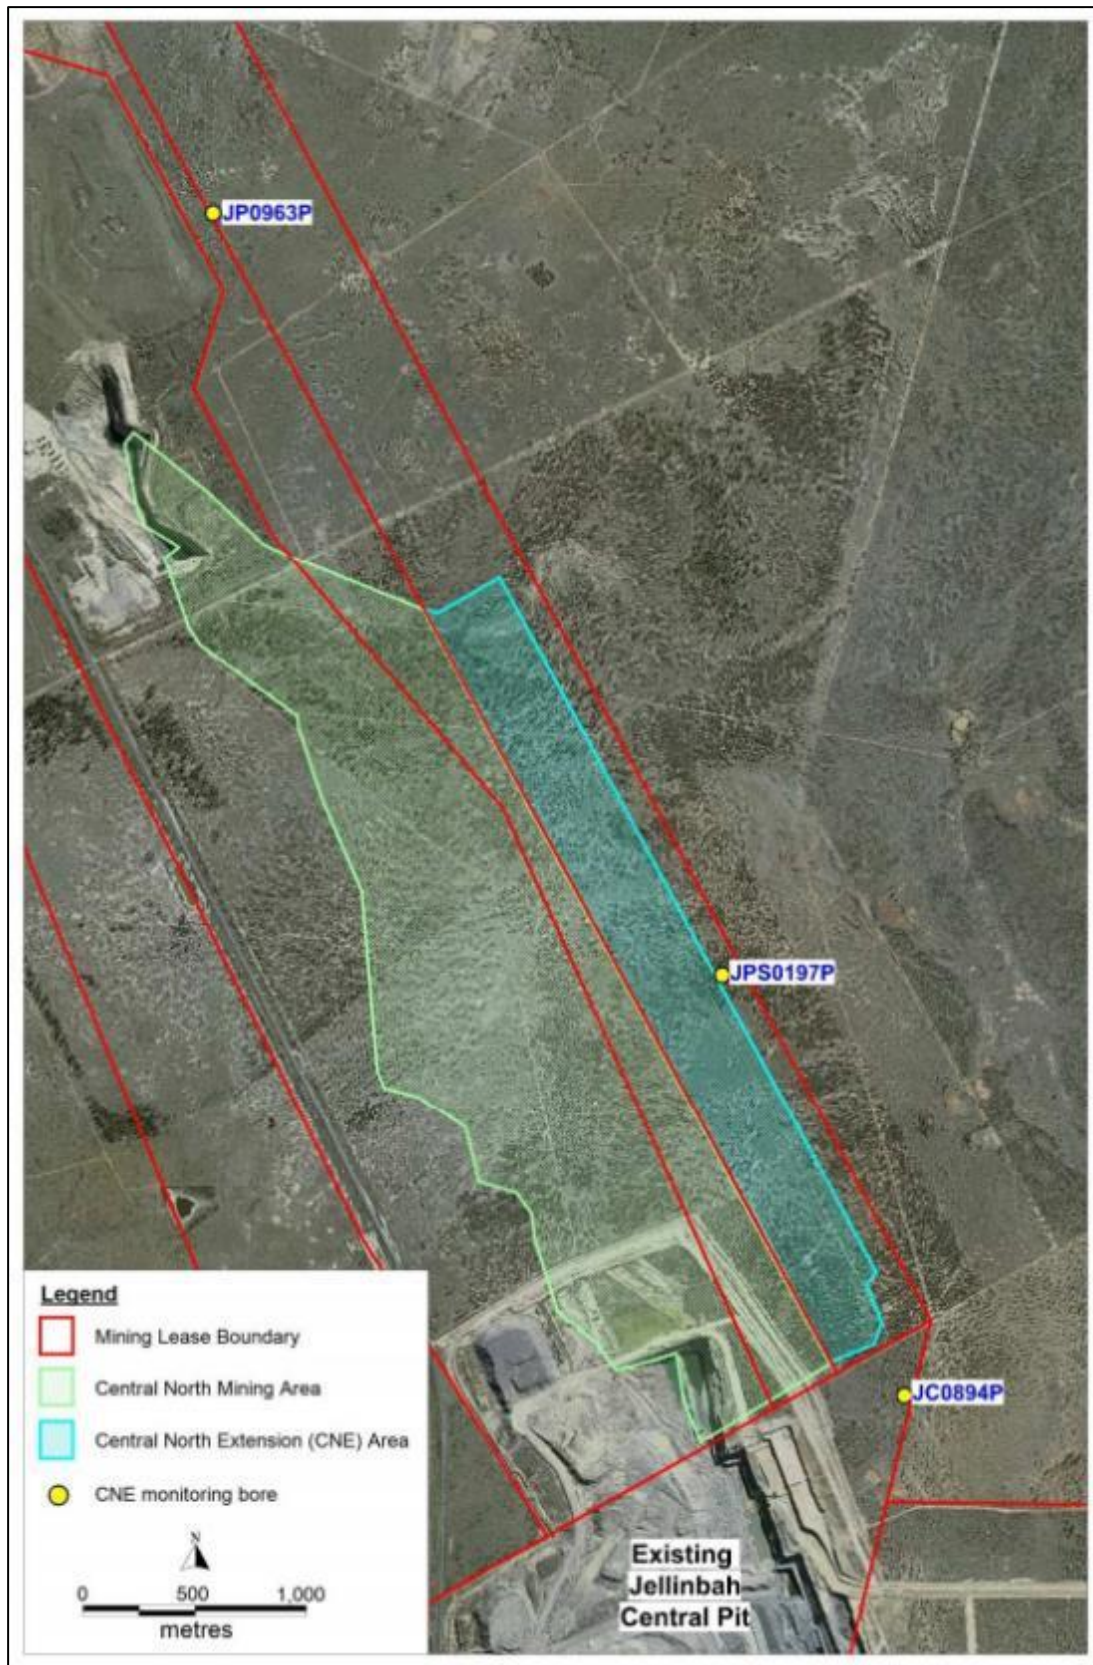 JP0963P
JPS0197P
JC0894P
Legend
Mining Lease Boundary
Central North Mining Area
Central North Extension (CNE) Area
CNE monitoring bore
N
0 500 1,000
metres
Existing
Jellinbah
Central Pit